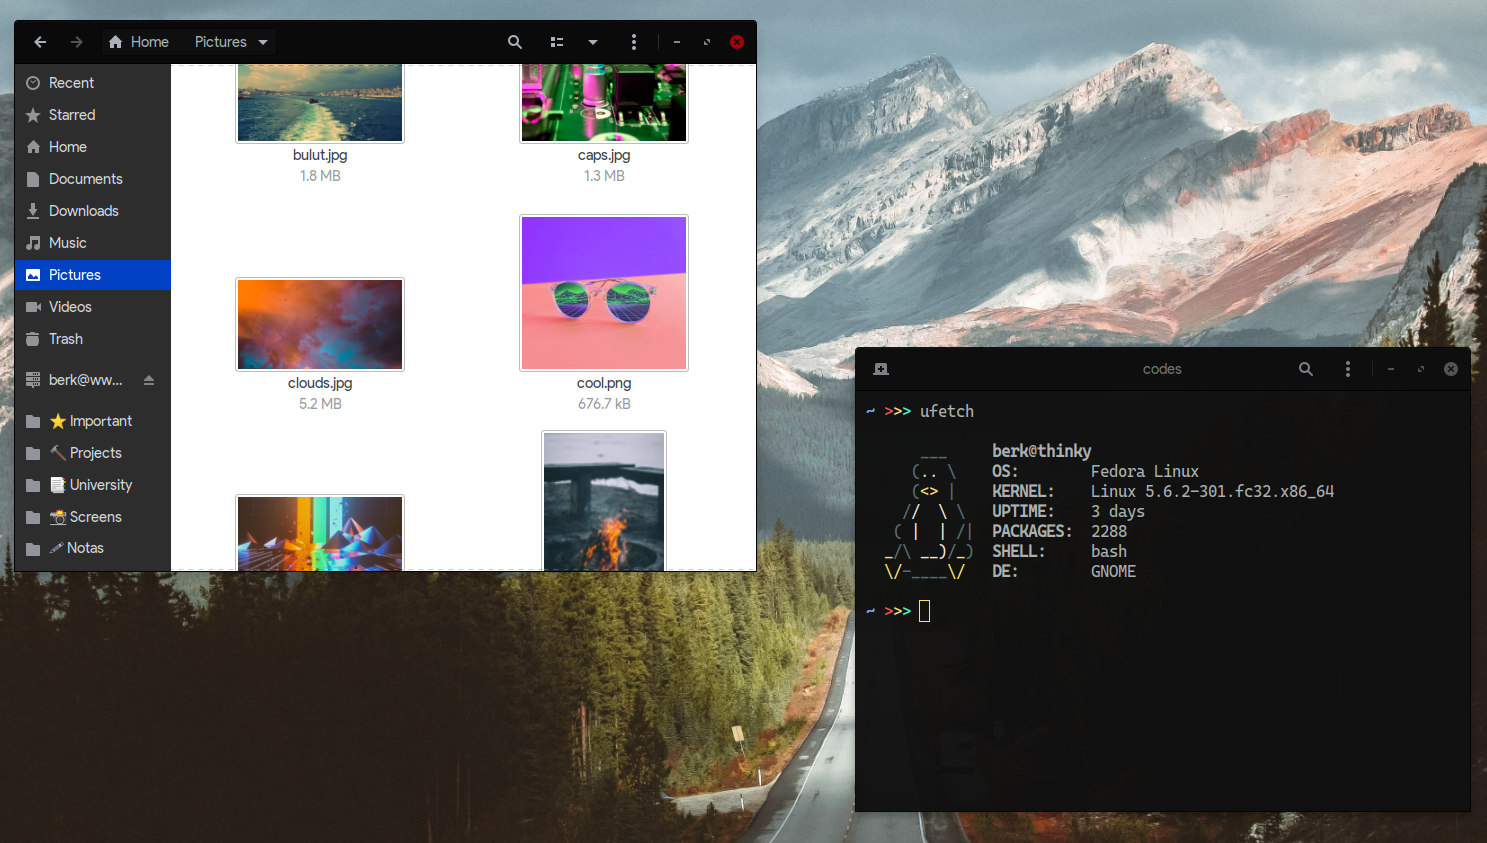 Home
Pictures
Recent
Starred
Home
Documents
Downloads
Music
Pictures
Videos
Trash
berk@ww...
⭐ Important
🔨 Projects
📑 University
📸 Screens
🖋 Notas
bulut.jpg
1.8 MB
caps.jpg
1.3 MB
clouds.jpg
5.2 MB
cool.png
676.7 kB
codes
~ >>> ufetch
berk@thinky
OS: Fedora Linux
KERNEL: Linux 5.6.2-301.fc32.x86_64
UPTIME: 3 days
PACKAGES: 2288
SHELL: bash
DE: GNOME
~ >>>